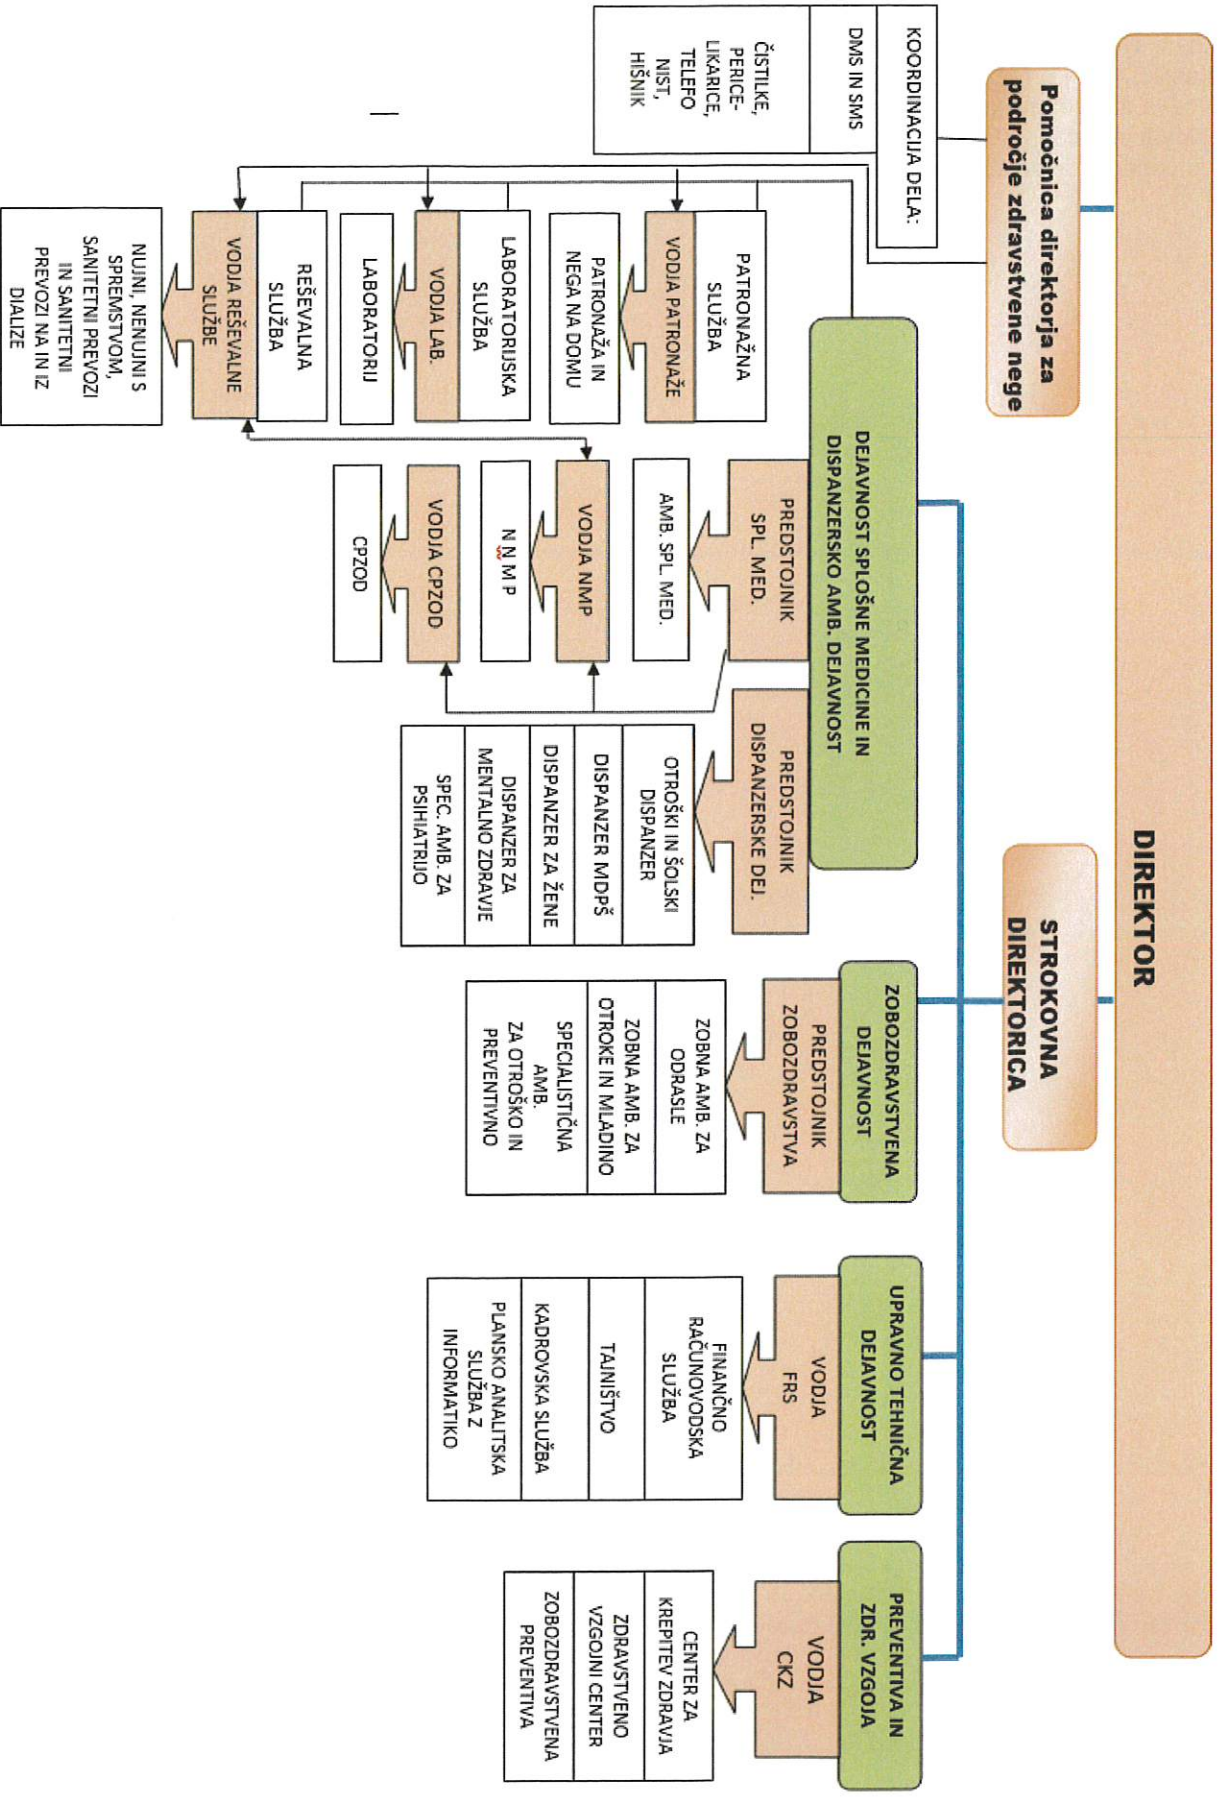 DIREKTOR
Pomočnica direktorja za
področje zdravstvene nege
STROKOVNA
DIREKTORICA
KOORDINACIJA DELA:
DMS IN SMS
ČISTILKE,
PERICE-
LIKARICE,
TELEFO
NIST,
HIŠNIK
DEJAVNOST SPLOŠNE MEDICINE IN
DISPANZERSKO AMB. DEJAVNOST
PATRONAŽNA
SLUŽBA
VODJA PATRONAŽE
PATRONAŽA IN
NEGA NA DOMU
LABORATORIJSKA
SLUŽBA
VODJA LAB.
LABORATORIJ
REŠEVALNA
SLUŽBA
VODJA REŠEVALNE
SLUŽBE
NUJNI, NENUJNI S
SPREMSTVOM,
SANITETNI PREVOZI
IN SANITETNI
PREVOZI NA IN IZ
DIALIZE
PREDSTOJNIK
SPL. MED.
AMB. SPL. MED.
VODJA NMP
N N M P
VODJA CPZOD
CPZOD
PREDSTOJNIK
DISPANZERSKE DEJ.
OTROŠKI IN ŠOLSKI
DISPANZER
DISPANZER MDPŠ
DISPANZER ZA ŽENE
DISPANZER ZA
MENTALNO ZDRAVJE
SPEC. AMB. ZA
PSIHIATRIJO
ZOBOZDRAVSTVENA
DEJAVNOST
PREDSTOJNIK
ZOBOZDRAVSTVA
ZOBNA AMB. ZA
ODRASLE
ZOBNA AMB. ZA
OTROKE IN MLADINO
SPECIALISTIČNA
AMB.
ZA OTROŠKO IN
PREVENTIVNO
UPRAVNO TEHNIČNA
DEJAVNOST
VODJA
FRS
FINANČNO
RAČUNOVODSKA
SLUŽBA
TAJNIŠTVO
KADROVSKA SLUŽBA
PLANSKO ANALITSKA
SLUŽBA Z
INFORMATIKO
PREVENTIVA IN
ZDR. VZGOJA
VODJA
CKZ
CENTER ZA
KREPITEV ZDRAVJA
ZDRAVSTVENO
VZGOJNI CENTER
ZOBOZDRAVSTVENA
PREVENTIVA